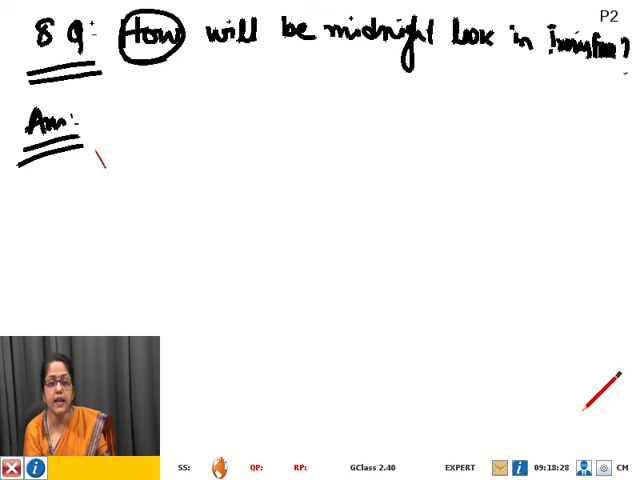 P2
8 Q:- How will be midnight look in Innisfree?
Ans:-
SS: QP: RP: GClass 2.40 EXPERT 09:18:28 CM